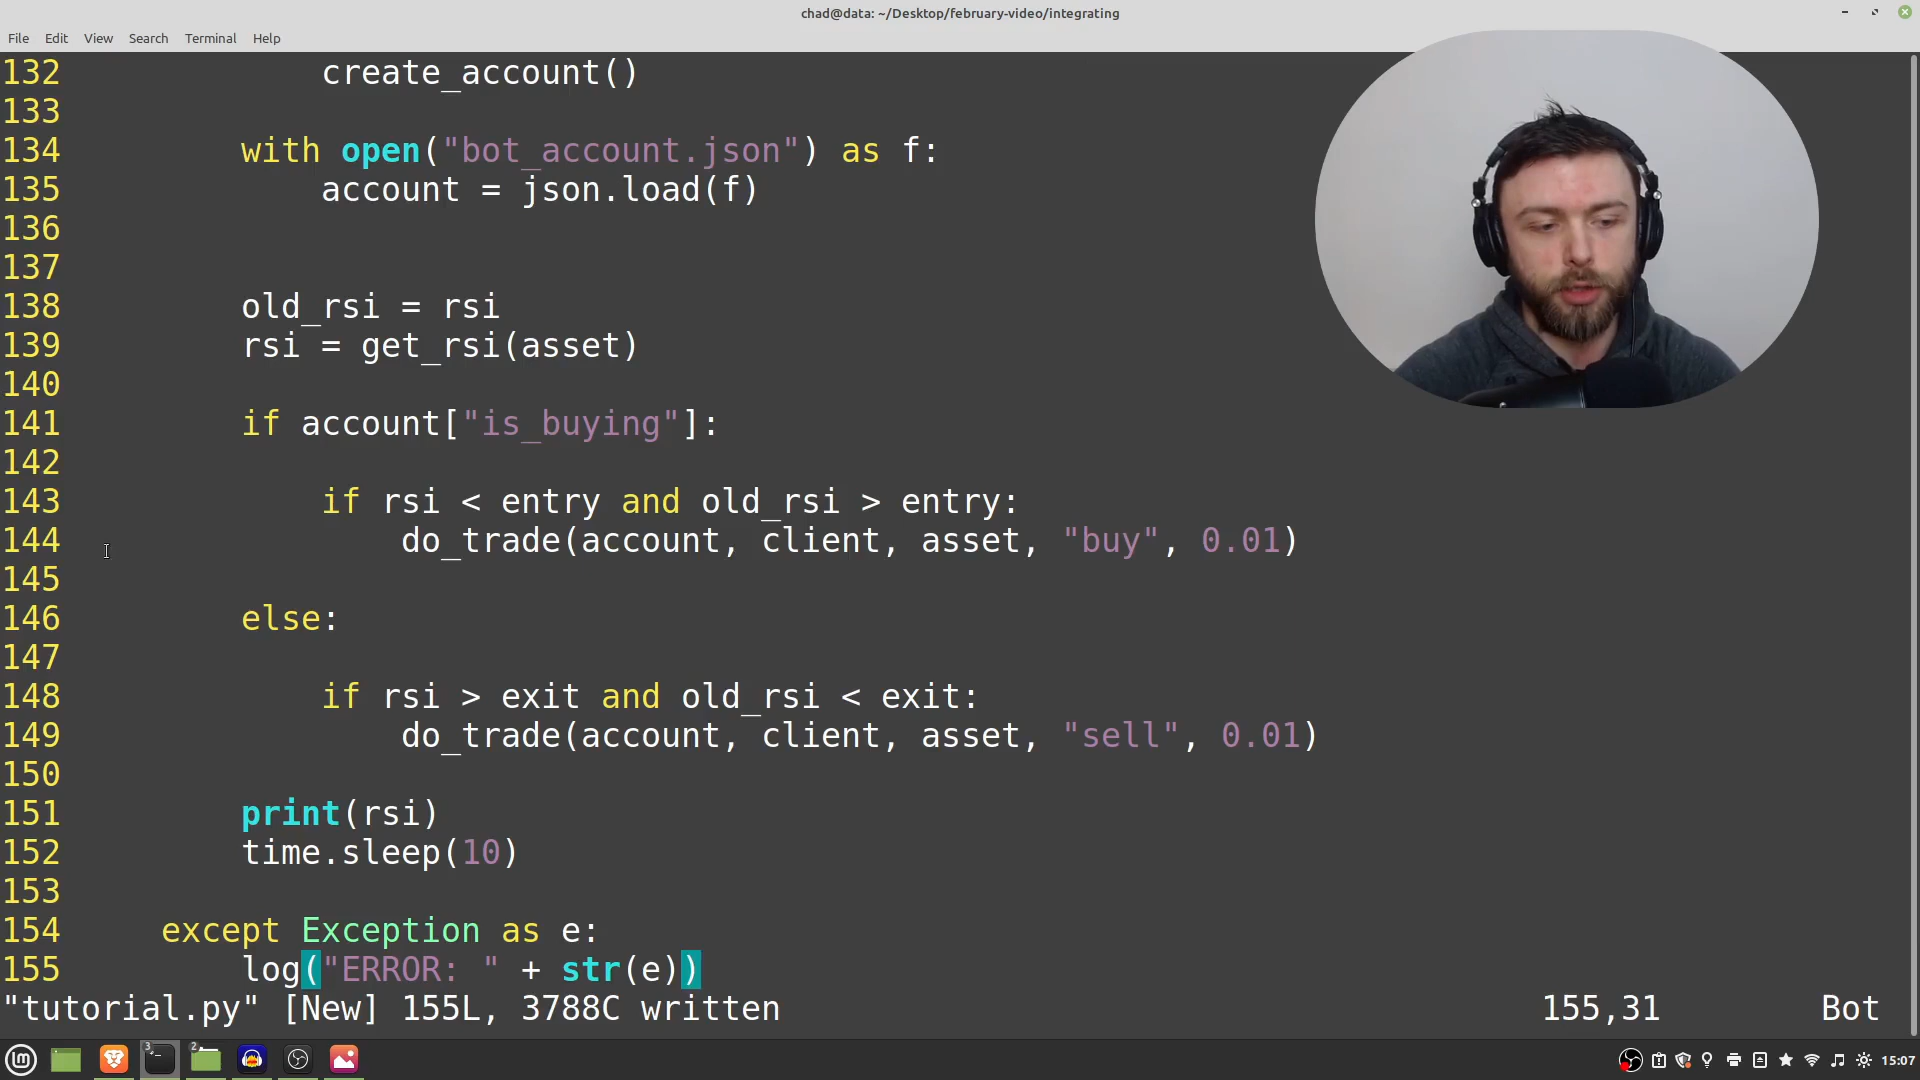 chad@data: ~/Desktop/february-video/integrating
File Edit View Search Terminal Help
132 create_account()
133
134 with open("bot_account.json") as f:
135 account = json.load(f)
136
137
138 old_rsi = rsi
139 rsi = get_rsi(asset)
140
141 if account["is_buying"]:
142
143 if rsi < entry and old_rsi > entry:
144 do_trade(account, client, asset, "buy", 0.01)
145
146 else:
147
148 if rsi > exit and old_rsi < exit:
149 do_trade(account, client, asset, "sell", 0.01)
150
151 print(rsi)
152 time.sleep(10)
153
154 except Exception as e:
155 log("ERROR: " + str(e))
"tutorial.py" [New] 155L, 3788C written 155,31 Bot
3 2 15:07